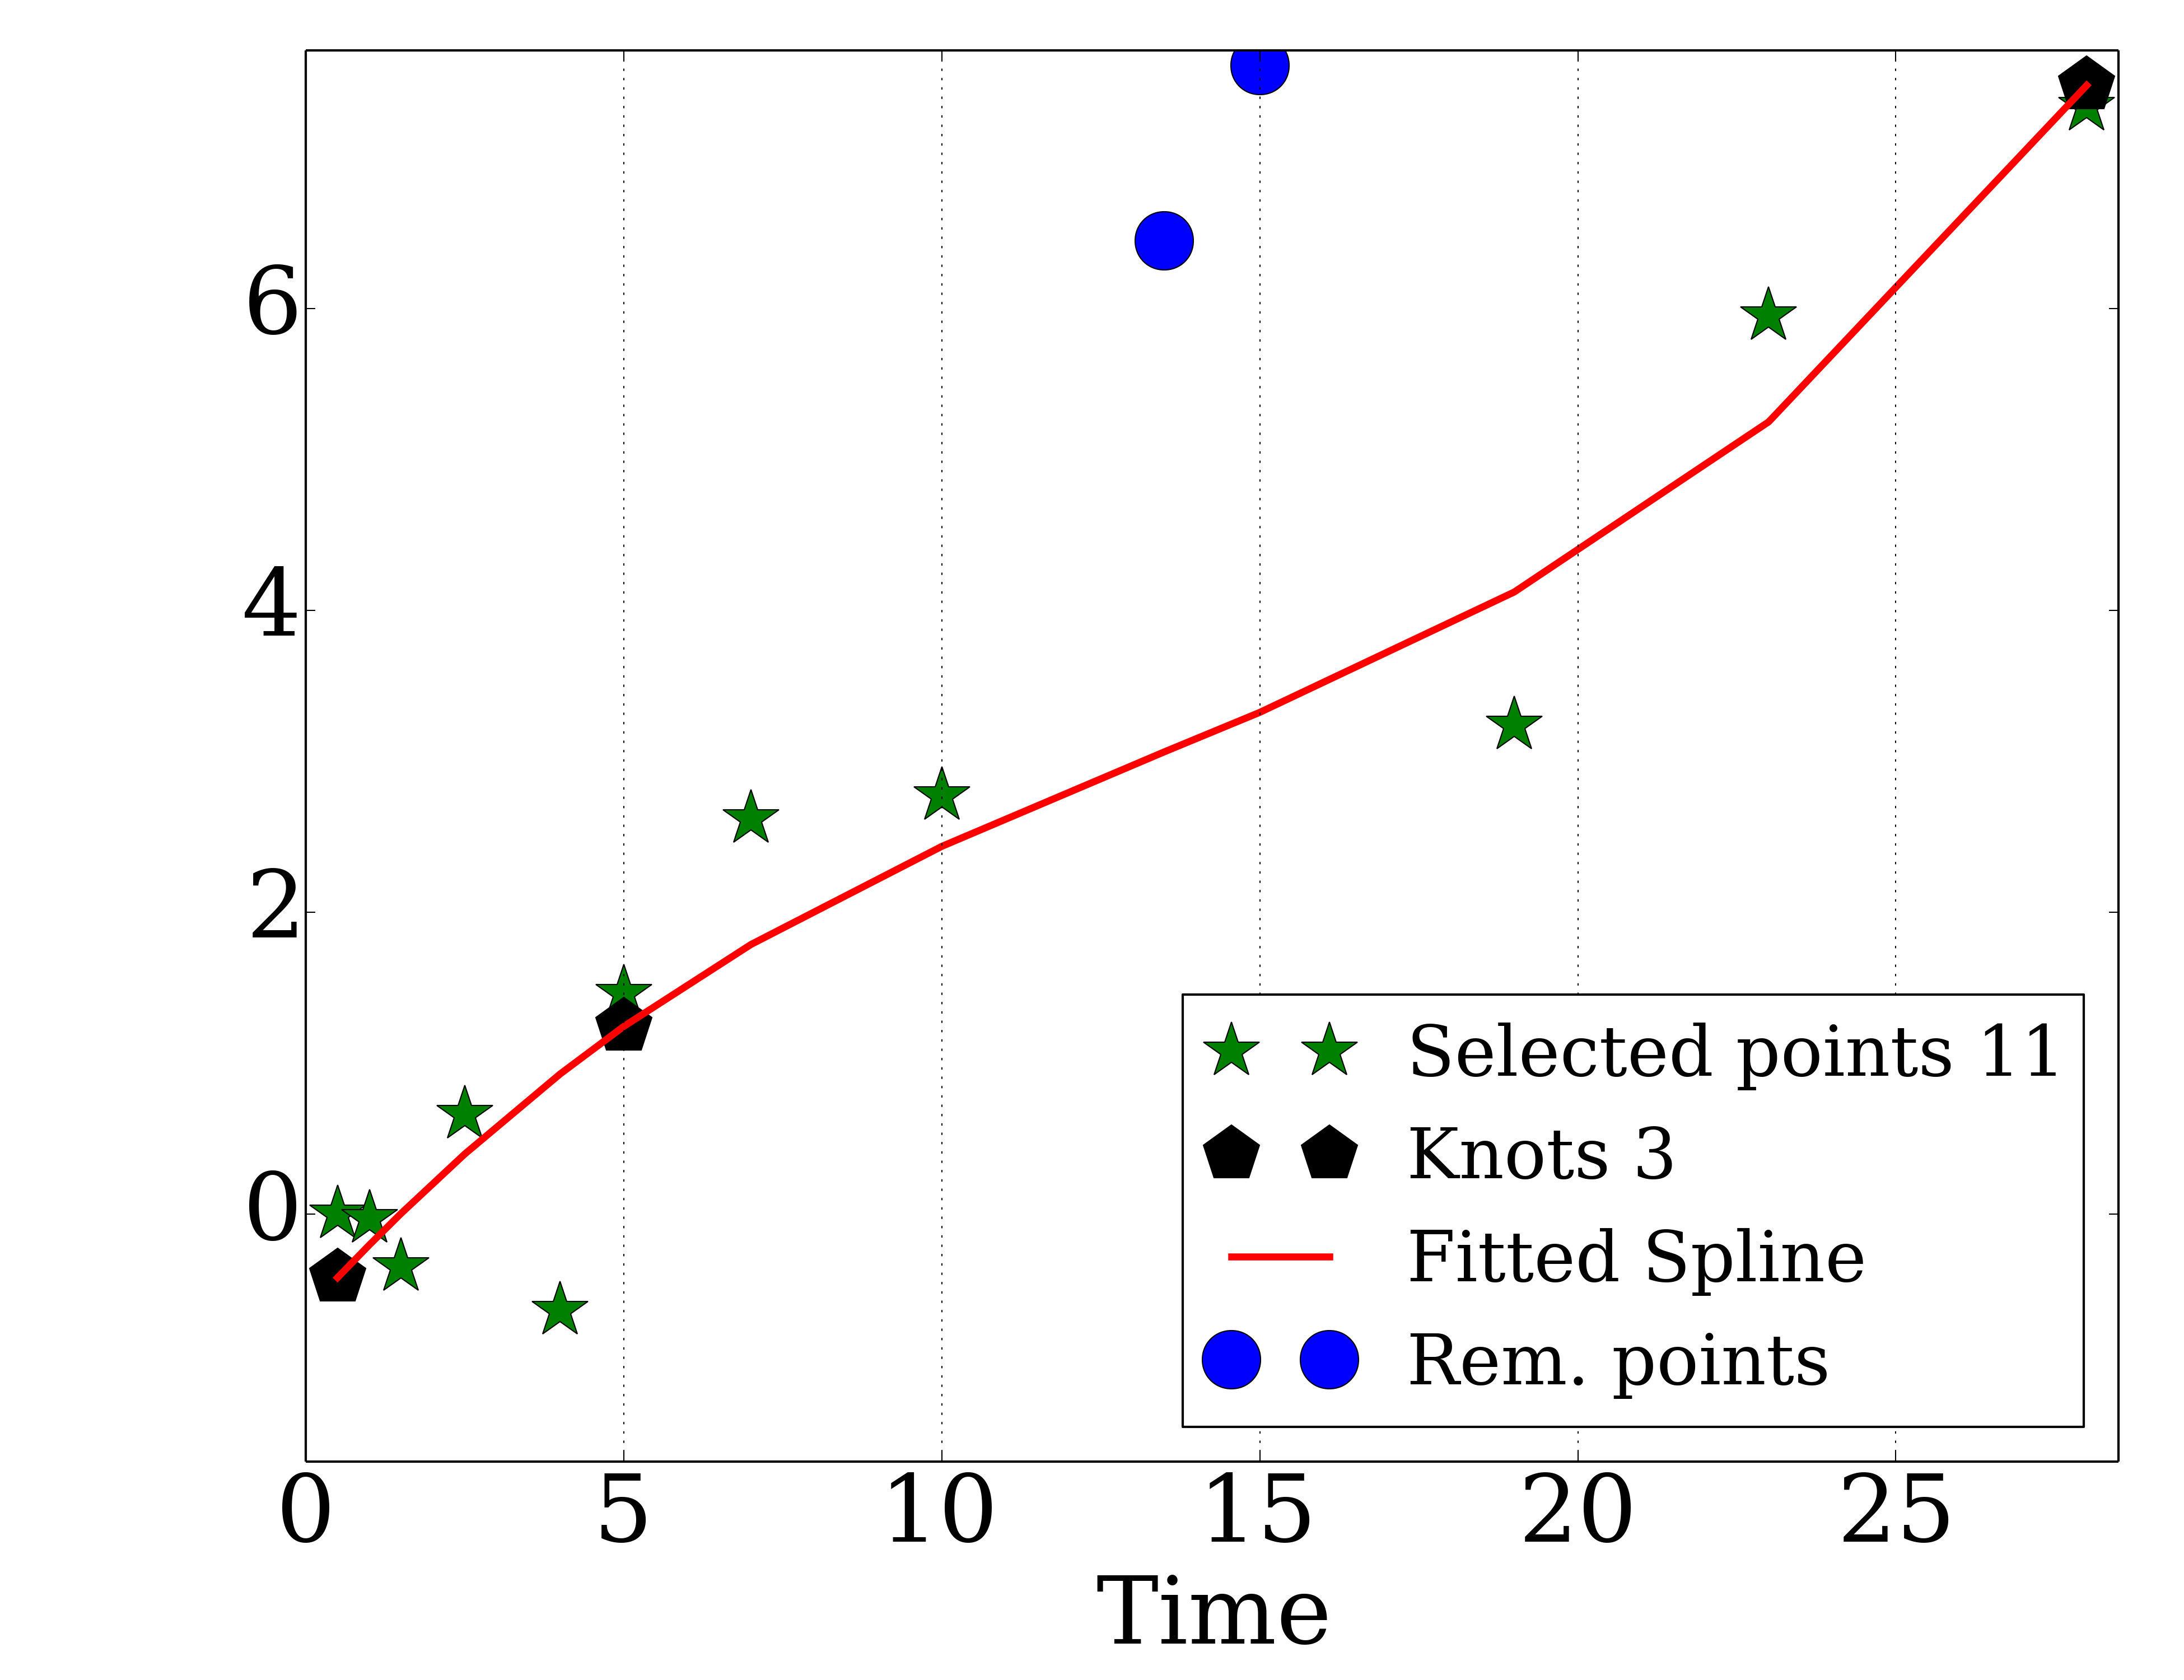 6
4
2
0
Selected points 11
Knots 3
Fitted Spline
Rem. points
0 5 10 15 20 25
Time